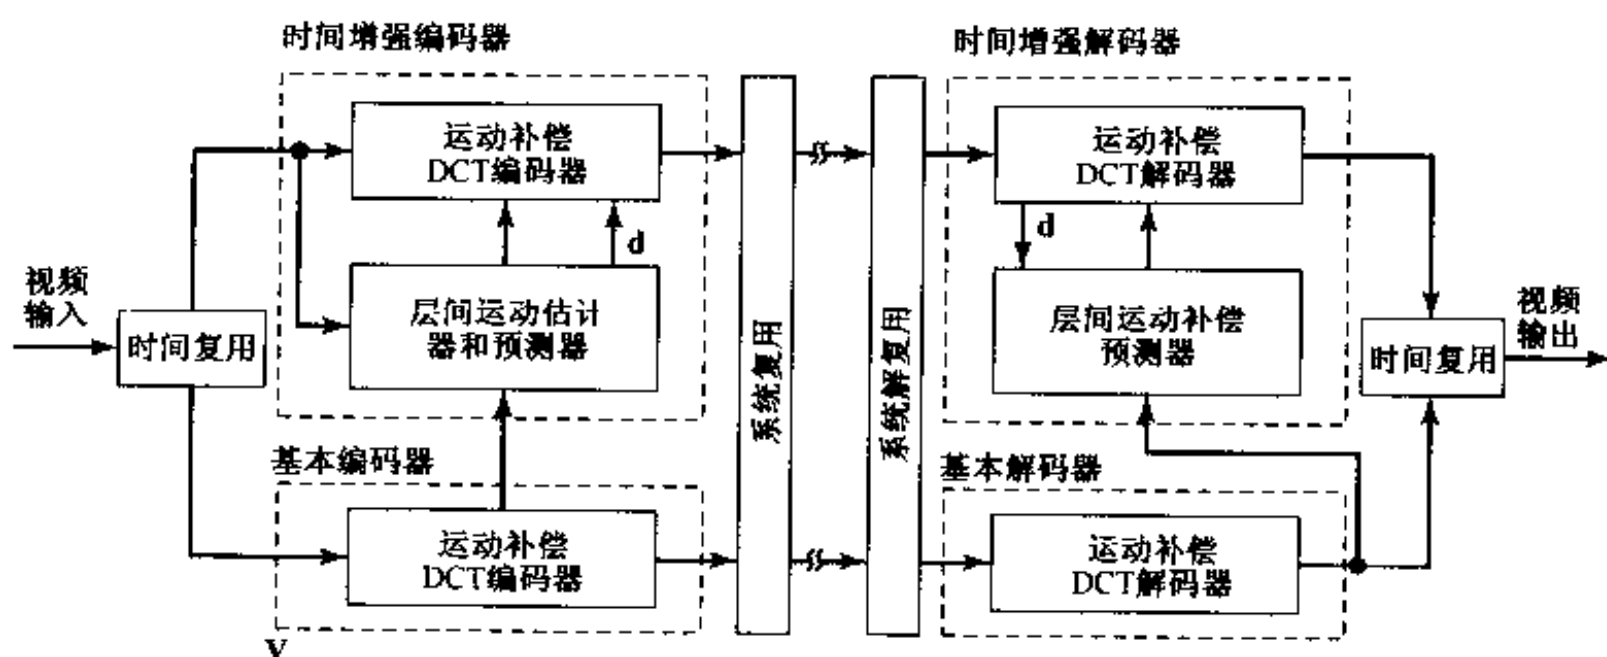 时间增强编码器
时间增强解码器
运动补偿
DCT编码器
运动补偿
DCT解码器
d
d
视频
输入
时间复用
层间运动估计
器和预测器
系统复用
系统解复用
层间运动补偿
预测器
视频
输出
时间复用
基本编码器
基本解码器
运动补偿
DCT编码器
运动补偿
DCT解码器
V